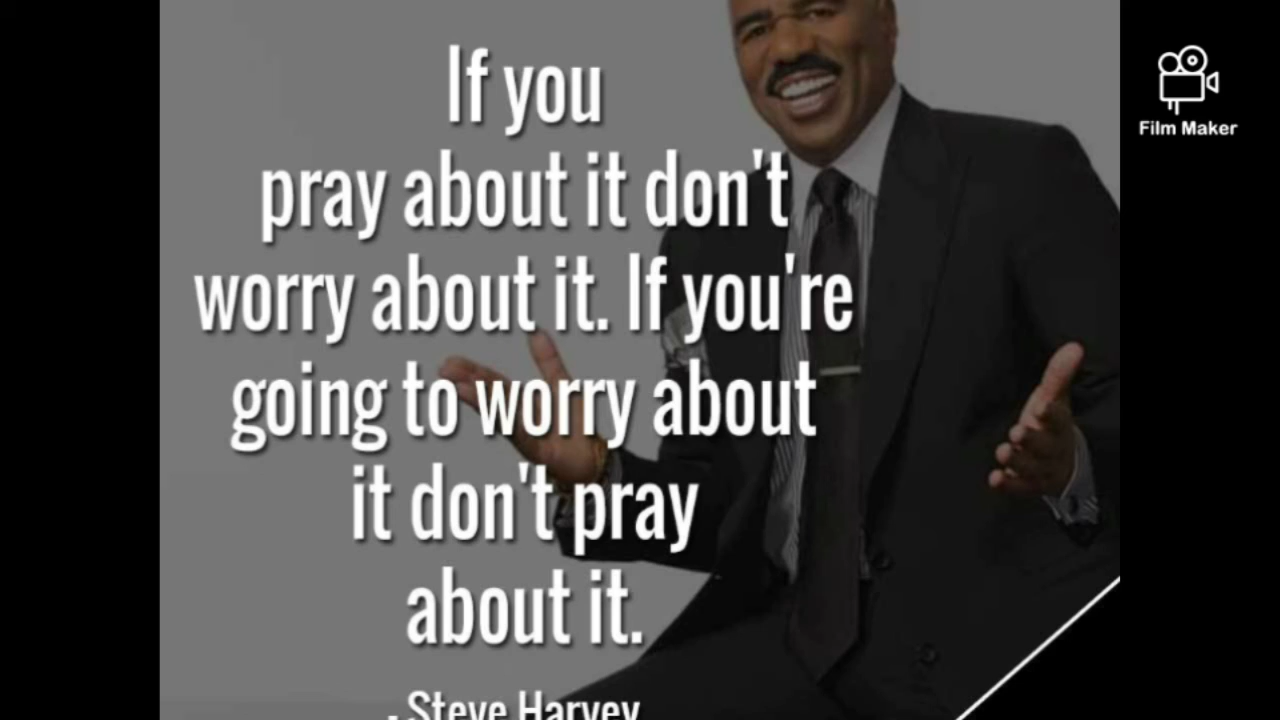 If you
pray about it don't
worry about it. If you're
going to worry about
it don't pray
about it.
- Steve Harvey
Film Maker